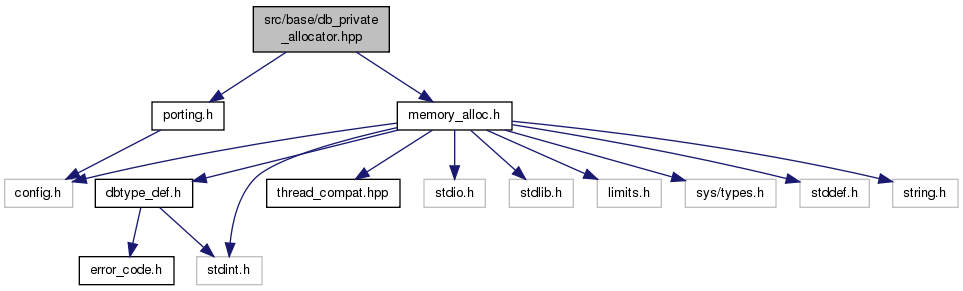 src/base/db_private
_allocator.hpp
porting.h
memory_alloc.h
config.h
dbtype_def.h
thread_compat.hpp
stdio.h
stdlib.h
limits.h
sys/types.h
stddef.h
string.h
error_code.h
stdint.h